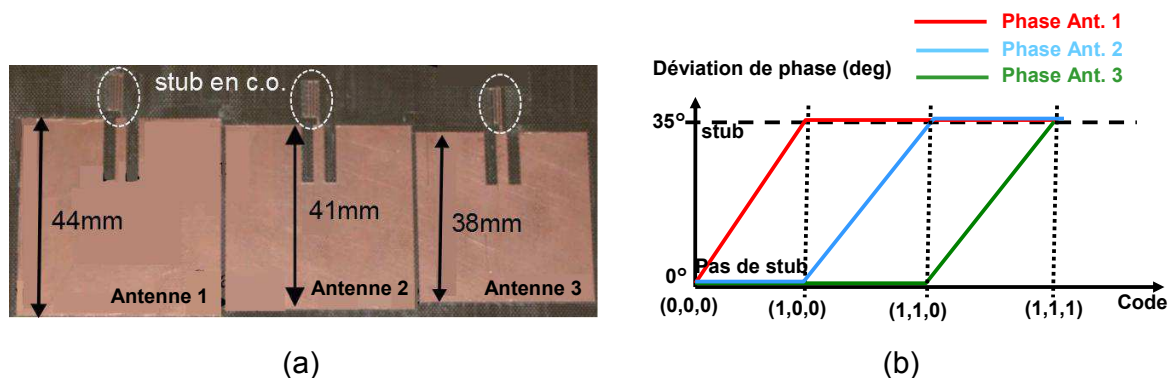 stub en c.o.
44mm
41mm
38mm
Antenne 1
Antenne 2
Antenne 3
(a)
Phase Ant. 1
Phase Ant. 2
Phase Ant. 3
Déviation de phase (deg)
35°
stub
0°
Pas de stub
(0,0,0)
(1,0,0)
(1,1,0)
(1,1,1)
Code
(b)